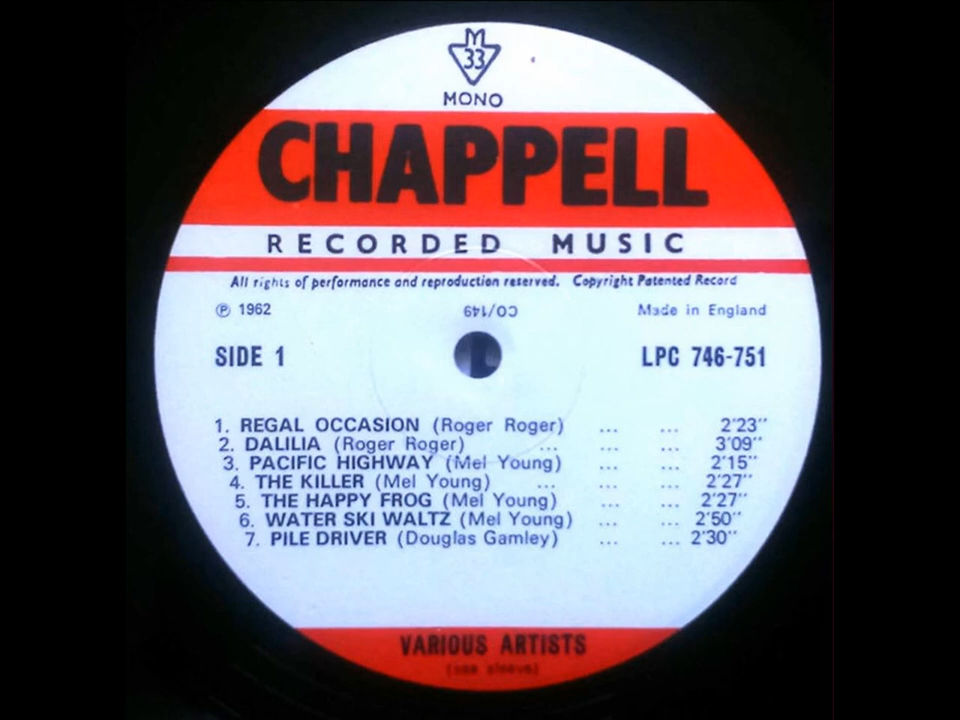 M
33
MONO
CHAPPELL
RECORDED MUSIC
All rights of performance and reproduction reserved. Copyright Patented Record
℗ 1962 CO/149 Made in England
SIDE 1 LPC 746-751
1. REGAL OCCASION (Roger Roger) ... ... 2'23''
2. DALILIA (Roger Roger) ... ... 3'09''
3. PACIFIC HIGHWAY (Mel Young) ... ... 2'15''
4. THE KILLER (Mel Young) ... ... 2'27''
5. THE HAPPY FROG (Mel Young) ... ... 2'27''
6. WATER SKI WALTZ (Mel Young) ... ... 2'50''
7. PILE DRIVER (Douglas Gamley) ... ... 2'30''
VARIOUS ARTISTS
(see sleeve)